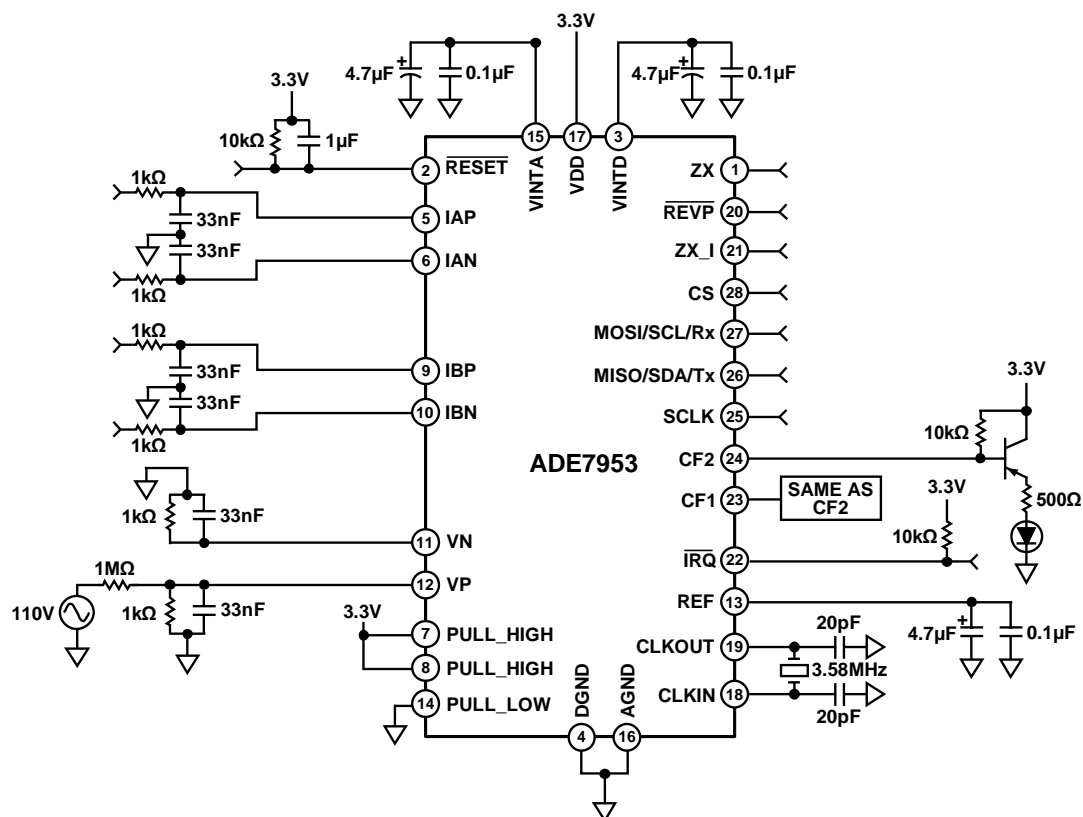 3.3V
4.7µF
+
0.1µF
4.7µF
+
0.1µF
3.3V
10kΩ
1µF
15
17
3
VINTA
VDD
VINTD
2
RESET
1kΩ
33nF
5
IAP
33nF
6
IAN
1kΩ
1kΩ
33nF
9
IBP
33nF
10
IBN
1kΩ
1kΩ
33nF
11
VN
1MΩ
12
VP
110V
1kΩ
33nF
3.3V
7
PULL_HIGH
8
PULL_HIGH
14
PULL_LOW
ADE7953
ZX
1
REVP
20
ZX_I
21
CS
28
MOSI/SCL/Rx
27
MISO/SDA/Tx
26
SCLK
25
3.3V
10kΩ
CF2
24
500Ω
CF1
23
SAME AS
CF2
3.3V
10kΩ
IRQ
22
REF
13
4.7µF
+
0.1µF
CLKOUT
19
20pF
3.58MHz
CLKIN
18
20pF
DGND
AGND
4
16